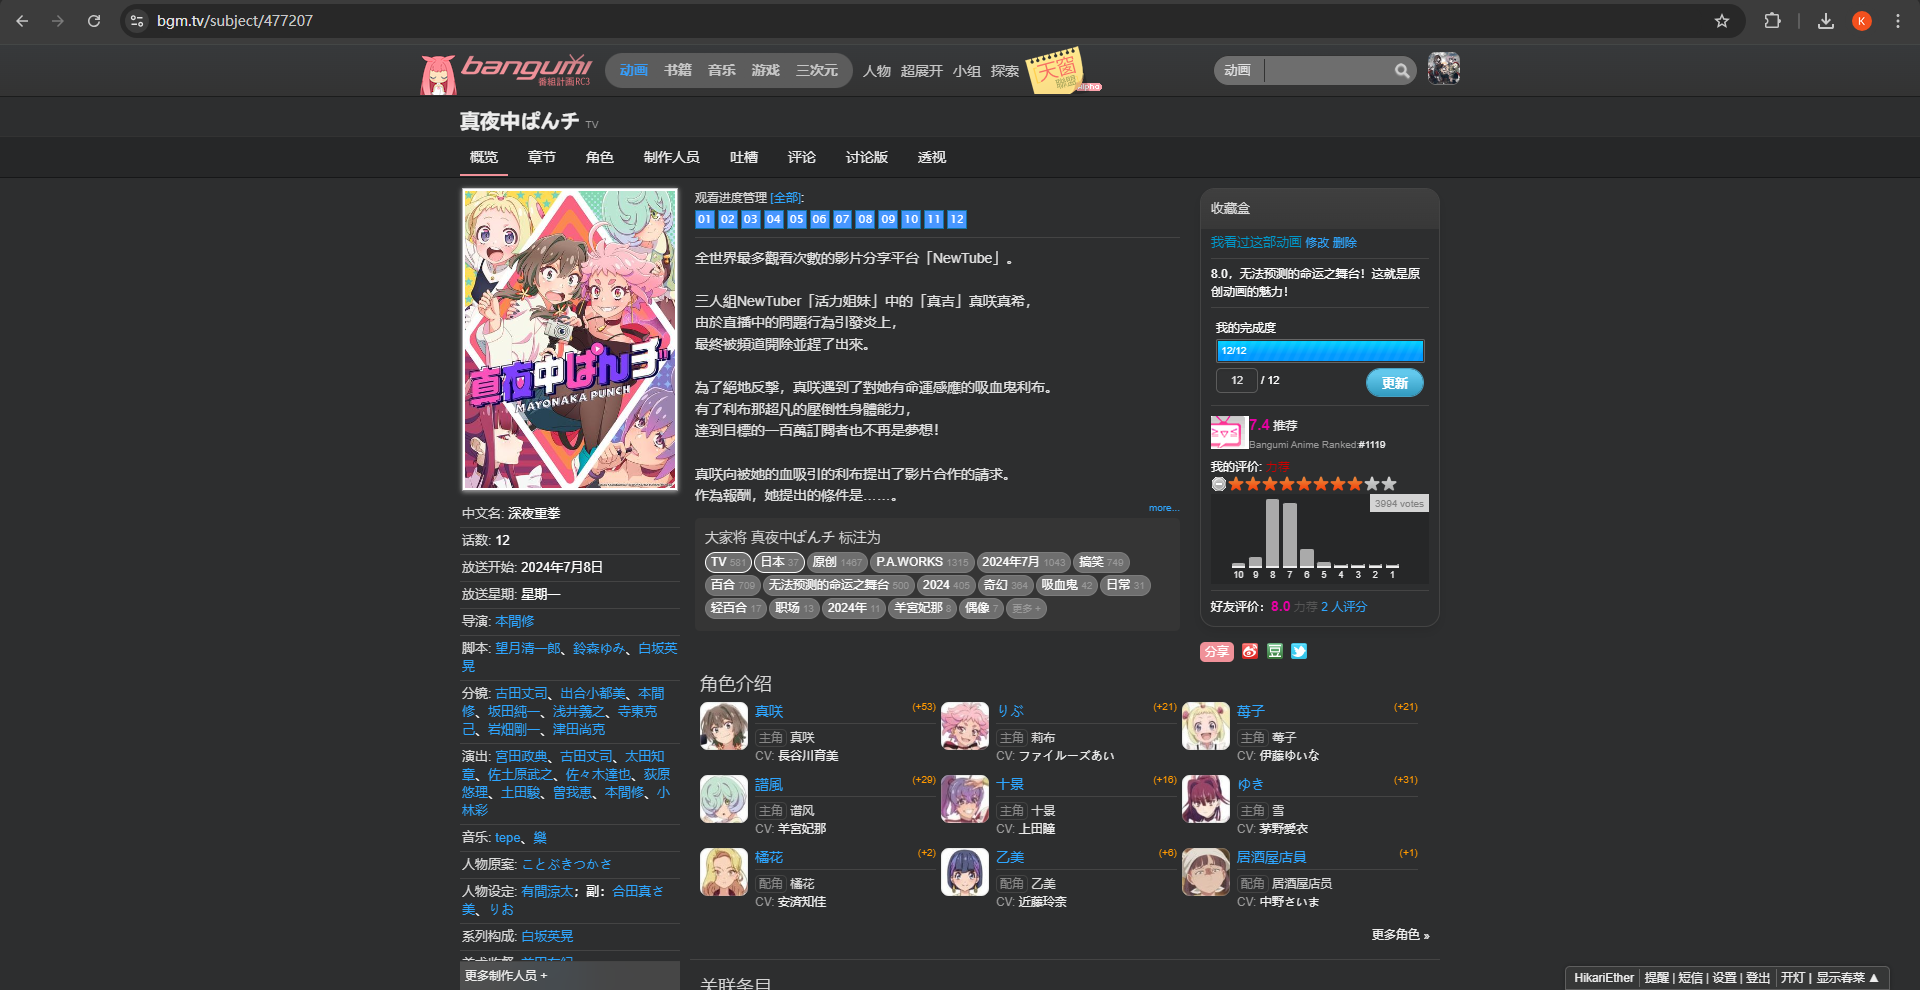 bgm.tv/subject/477207
K
bangumi
番組計画RC3
动画 书籍 音乐 游戏 三次元 人物 超展开 小组 探索
天窗
聯盟
Alpha
动画
真夜中ぱんチ TV
概览 章节 角色 制作人员 吐槽 评论 讨论版 透视
真夜中ぱんチ
MAYONAKA PUNCH
中文名: 深夜重拳
话数: 12
放送开始: 2024年7月8日
放送星期: 星期一
导演: 本間修
脚本: 望月清一郎、鈴森ゆみ、白坂英
晃
分镜: 古田丈司、出合小都美、本間
修、坂田純一、浅井義之、寺東克
己、岩畑剛一、津田尚克
演出: 宮田政典、古田丈司、太田知
章、佐土原武之、佐々木達也、荻原
悠理、土田駿、曽我恵、本間修、小
林彩
音乐: tepe、樂
人物原案: ことぶきつかさ
人物设定: 有間涼太；副：合田真さ
美、りお
系列构成: 白坂英晃
更多制作人员 +
观看进度管理 [全部]:
01 02 03 04 05 06 07 08 09 10 11 12
全世界最多觀看次數的影片分享平台「NewTube」。
三人組NewTuber「活力姐妹」中的「真吉」真咲真希，
由於直播中的問題行為引發炎上，
最終被頻道開除並趕了出來。
為了絕地反擊，真咲遇到了對她有命運感應的吸血鬼利布。
有了利布那超凡的壓倒性身體能力，
達到目標的一百萬訂閱者也不再是夢想！
真咲向被她的血吸引的利布提出了影片合作的請求。
作為報酬，她提出的條件是……。
more...
大家将 真夜中ぱんチ 标注为
TV 581 日本 37 原创 1467 P.A.WORKS 1315 2024年7月 1043 搞笑 749
百合 709 无法预测的命运之舞台 500 2024 405 奇幻 364 吸血鬼 42 日常 31
轻百合 17 职场 13 2024年 11 羊宫妃那 8 偶像 7 更多 +
角色介绍
真咲 (+53)
主角 真咲
CV: 長谷川育美
りぶ (+21)
主角 莉布
CV: ファイルーズあい
苺子 (+21)
主角 莓子
CV: 伊藤ゆいな
譜風 (+29)
主角 谱风
CV: 羊宮妃那
十景 (+16)
主角 十景
CV: 上田瞳
ゆき (+31)
主角 雪
CV: 茅野愛衣
橘花 (+2)
配角 橘花
CV: 安済知佳
乙美 (+6)
配角 乙美
CV: 近藤玲奈
居酒屋店員 (+1)
配角 居酒屋店员
CV: 中野さいま
更多角色 »
关联条目
收藏盒
我看过这部动画 修改 删除
8.0，无法预测的命运之舞台！这就是原
创动画的魅力！
我的完成度
12/12
12 / 12
更新
7.4 推荐
Bangumi Anime Ranked:#1119
我的评价: 力荐
3994 votes
10 9 8 7 6 5 4 3 2 1
好友评价： 8.0 力荐 2 人评分
分享
豆
HikariEther 提醒 | 短信 | 设置 | 登出 开灯 | 显示春菜 ▲